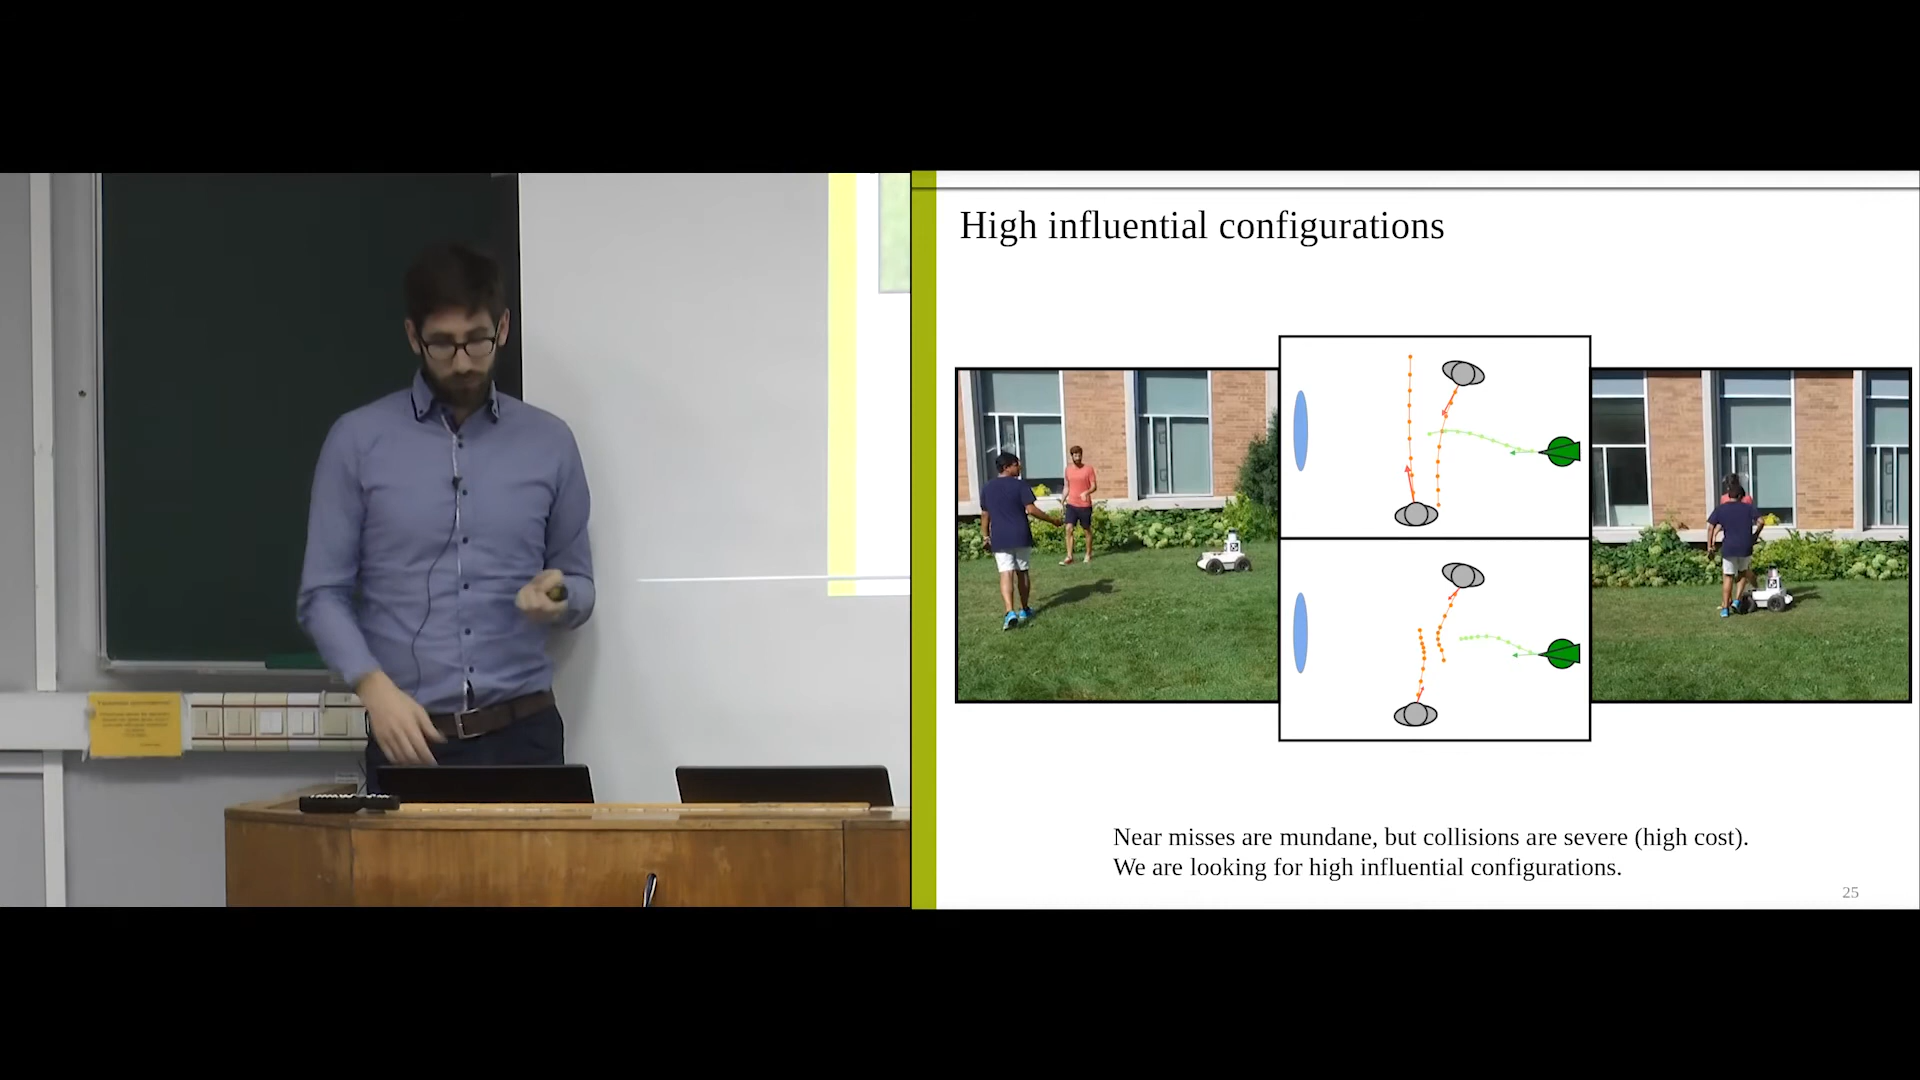 High influential configurations
Near misses are mundane, but collisions are severe (high cost).
We are looking for high influential configurations.
25